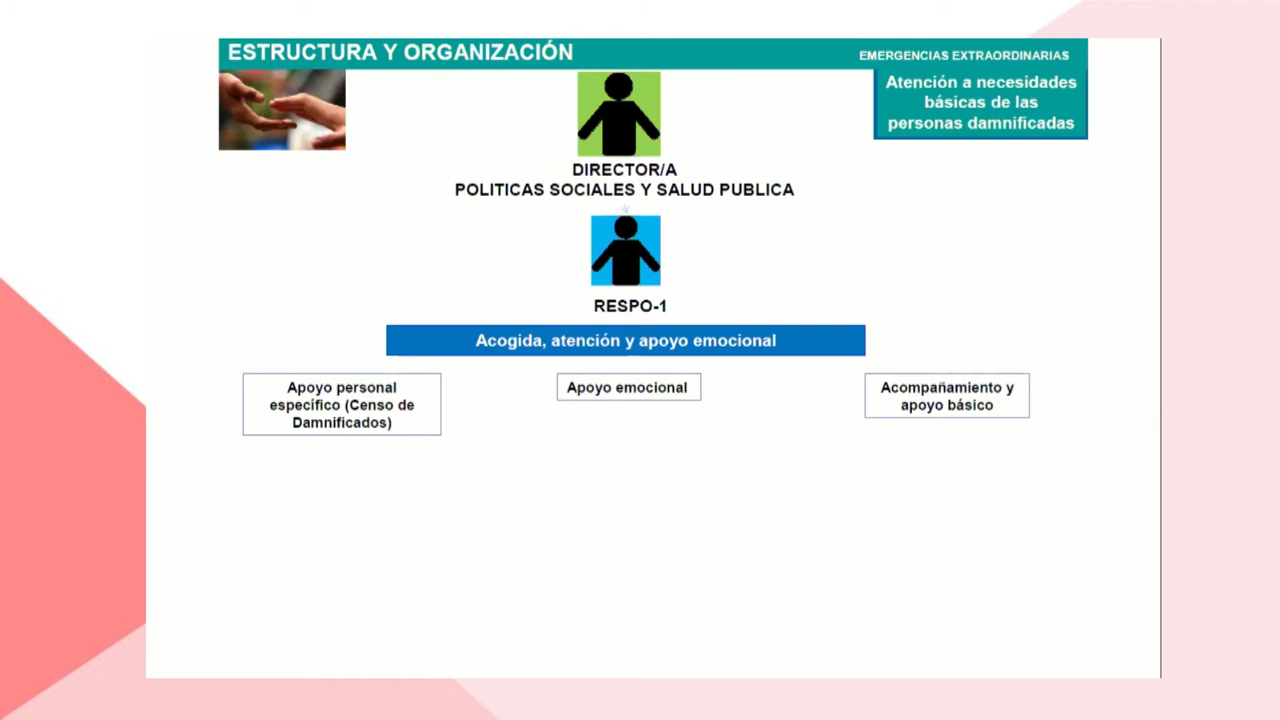 ESTRUCTURA Y ORGANIZACIÓN
EMERGENCIAS EXTRAORDINARIAS
Atención a necesidades
básicas de las
personas damnificadas
DIRECTOR/A
POLITICAS SOCIALES Y SALUD PUBLICA
RESPO-1
Acogida, atención y apoyo emocional
Apoyo personal
específico (Censo de
Damnificados)
Apoyo emocional
Acompañamiento y
apoyo básico